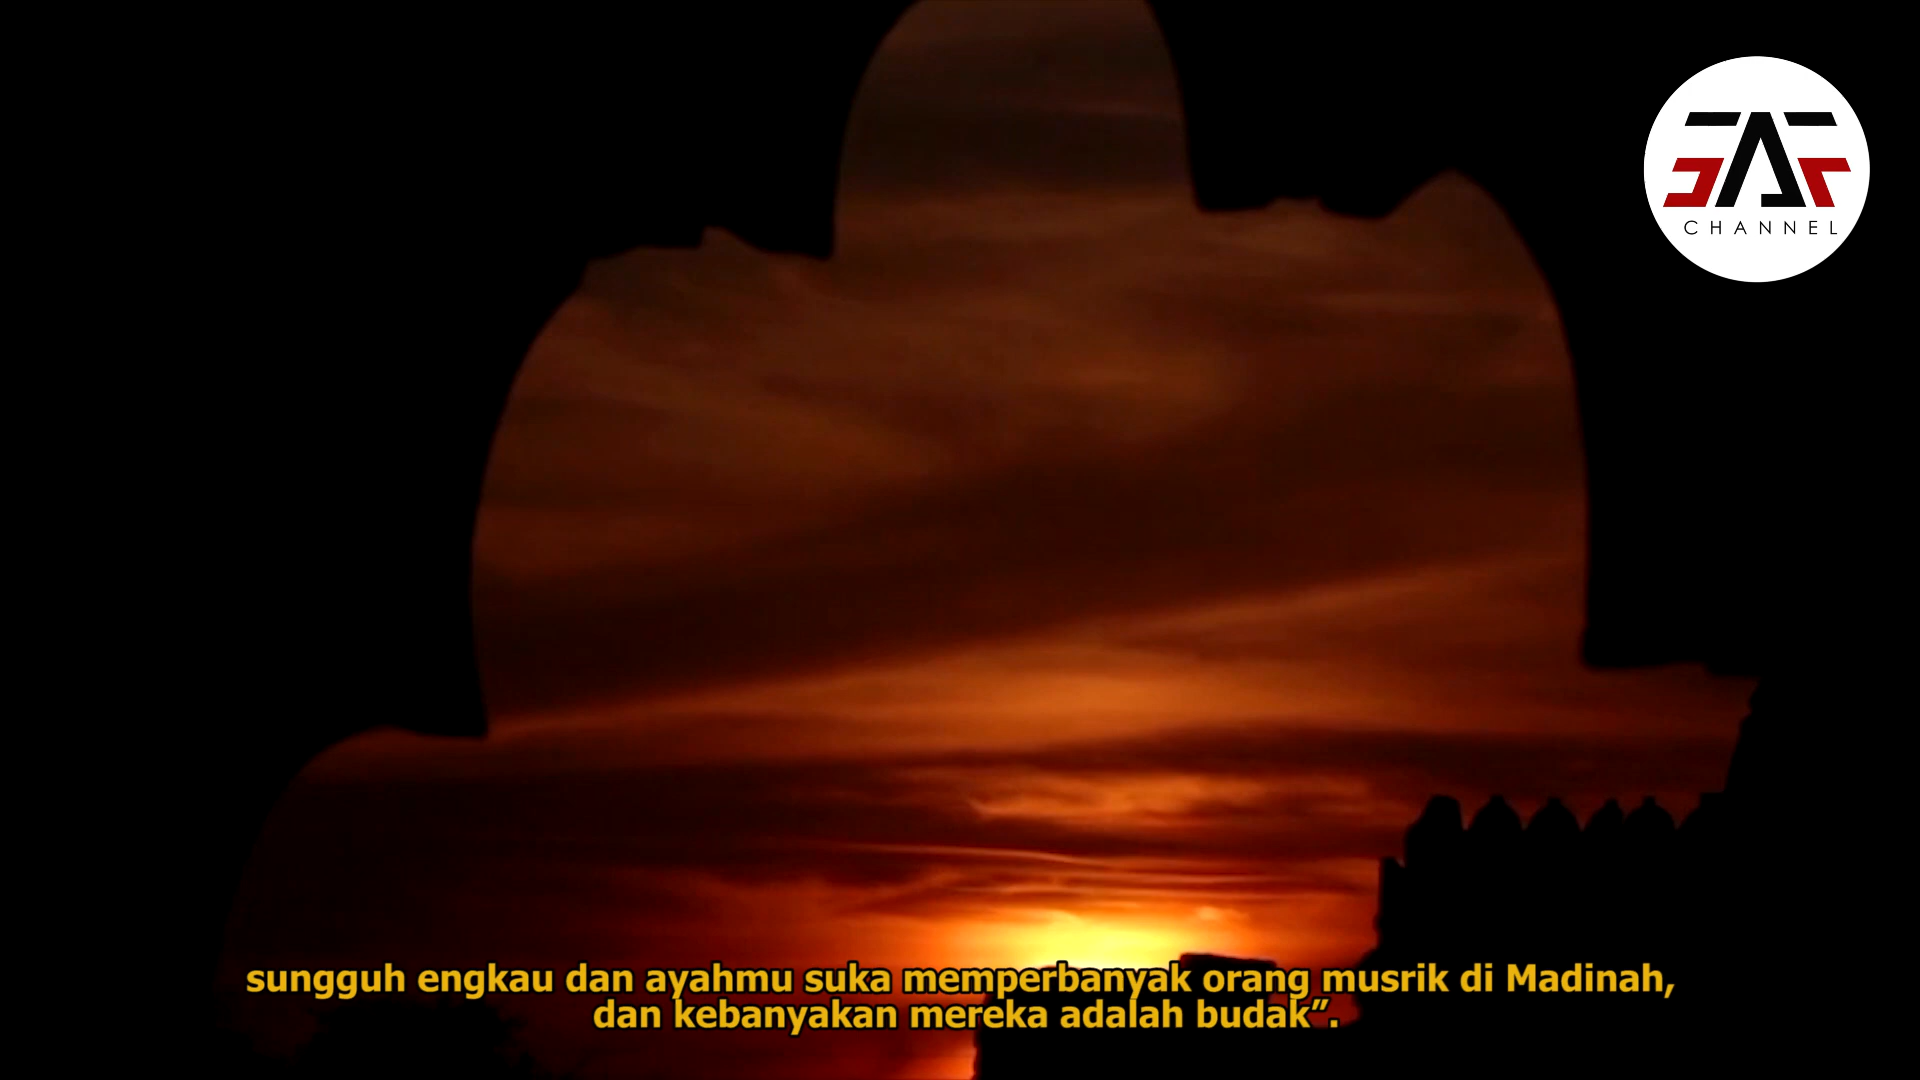 CHANNEL
sungguh engkau dan ayahmu suka memperbanyak orang musrik di Madinah,
dan kebanyakan mereka adalah budak”.